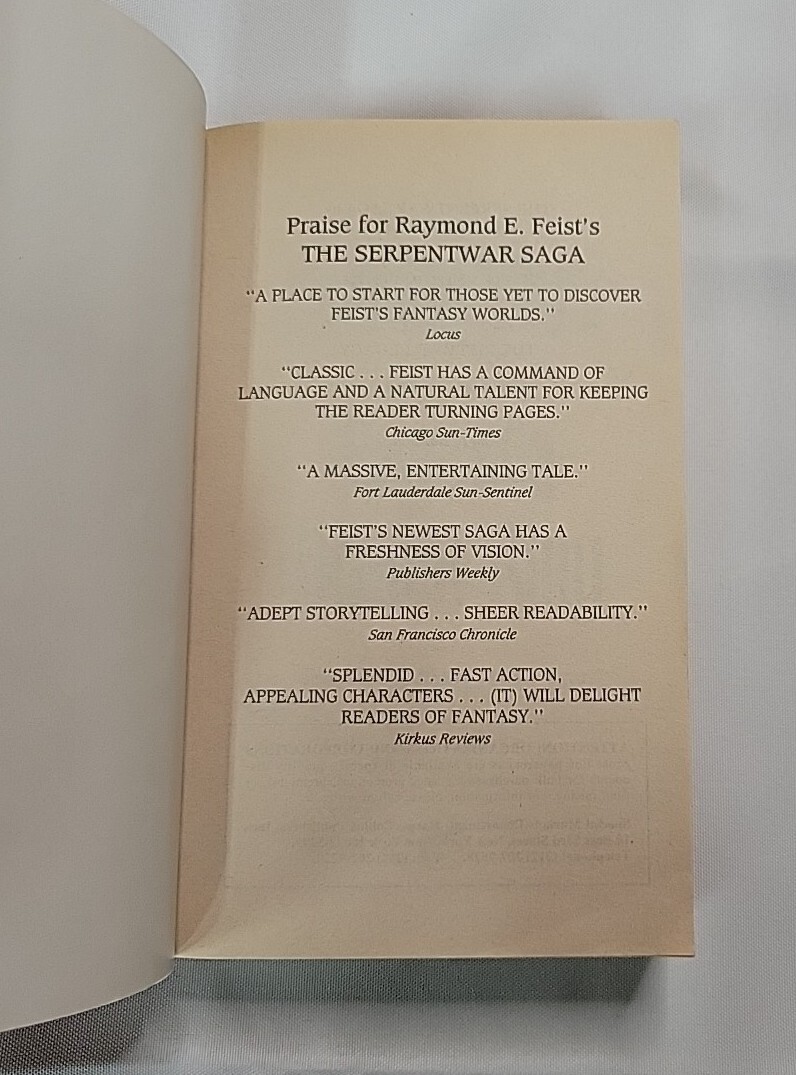 Praise for Raymond E. Feist's
THE SERPENTWAR SAGA
"A PLACE TO START FOR THOSE YET TO DISCOVER
FEIST'S FANTASY WORLDS."
Locus
"CLASSIC . . . FEIST HAS A COMMAND OF
LANGUAGE AND A NATURAL TALENT FOR KEEPING
THE READER TURNING PAGES."
Chicago Sun-Times
"A MASSIVE, ENTERTAINING TALE."
Fort Lauderdale Sun-Sentinel
"FEIST'S NEWEST SAGA HAS A
FRESHNESS OF VISION."
Publishers Weekly
"ADEPT STORYTELLING . . . SHEER READABILITY."
San Francisco Chronicle
"SPLENDID . . . FAST ACTION,
APPEALING CHARACTERS . . . (IT) WILL DELIGHT
READERS OF FANTASY."
Kirkus Reviews